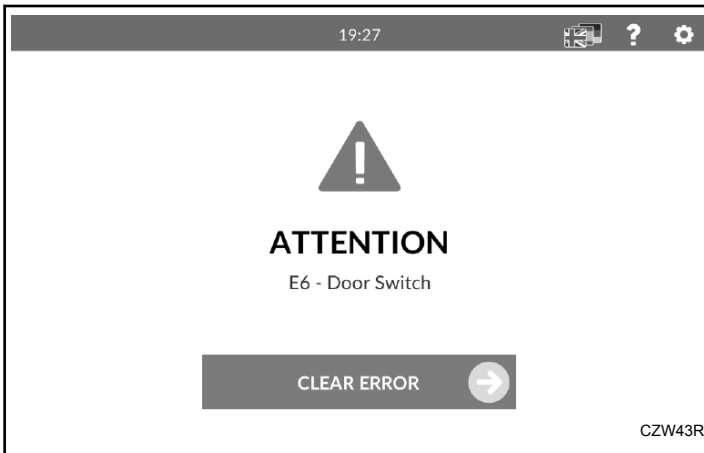 19:27
?
ATTENTION
E6 - Door Switch
CLEAR ERROR
CZW43R